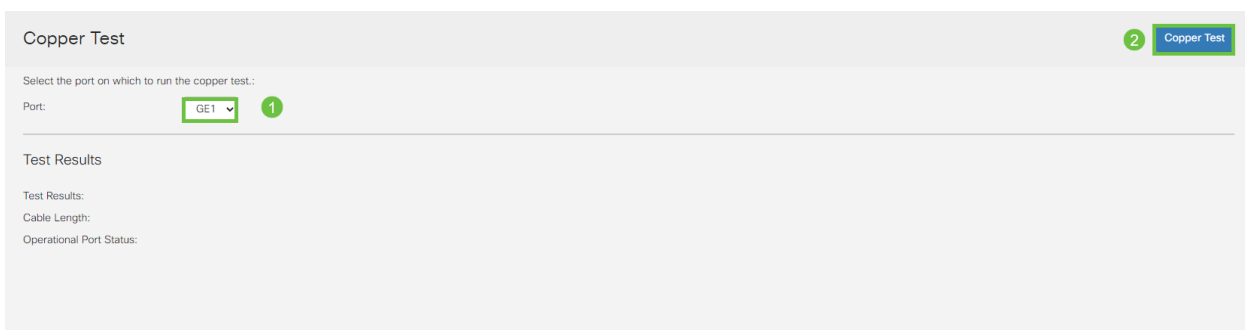 Copper Test
2 Copper Test
Select the port on which to run the copper test.:
Port: GE1 1
Test Results
Test Results:
Cable Length:
Operational Port Status: